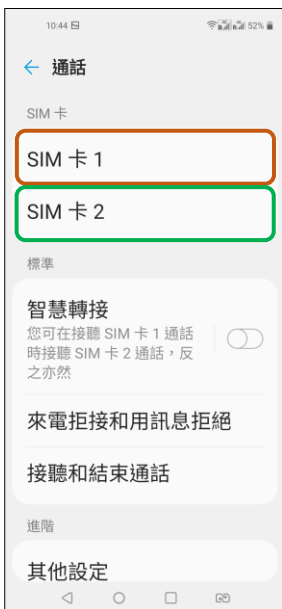 10:44 52%
通話
SIM 卡
SIM 卡 1
SIM 卡 2
標準
智慧轉接
您可在接聽 SIM 卡 1 通話
時接聽 SIM 卡 2 通話，反
之亦然
來電拒接和用訊息拒絕
接聽和結束通話
進階
其他設定